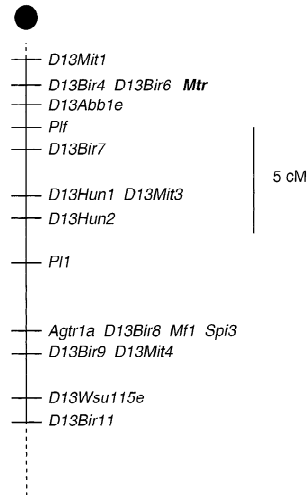 D13Mit1
D13Bir4 D13Bir6 Mtr
D13Abb1e
Plf
D13Bir7
5 cM
D13Hun1 D13Mit3
D13Hun2
Pl1
Agtr1a D13Bir8 Mf1 Spi3
D13Bir9 D13Mit4
D13Wsu115e
D13Bir11